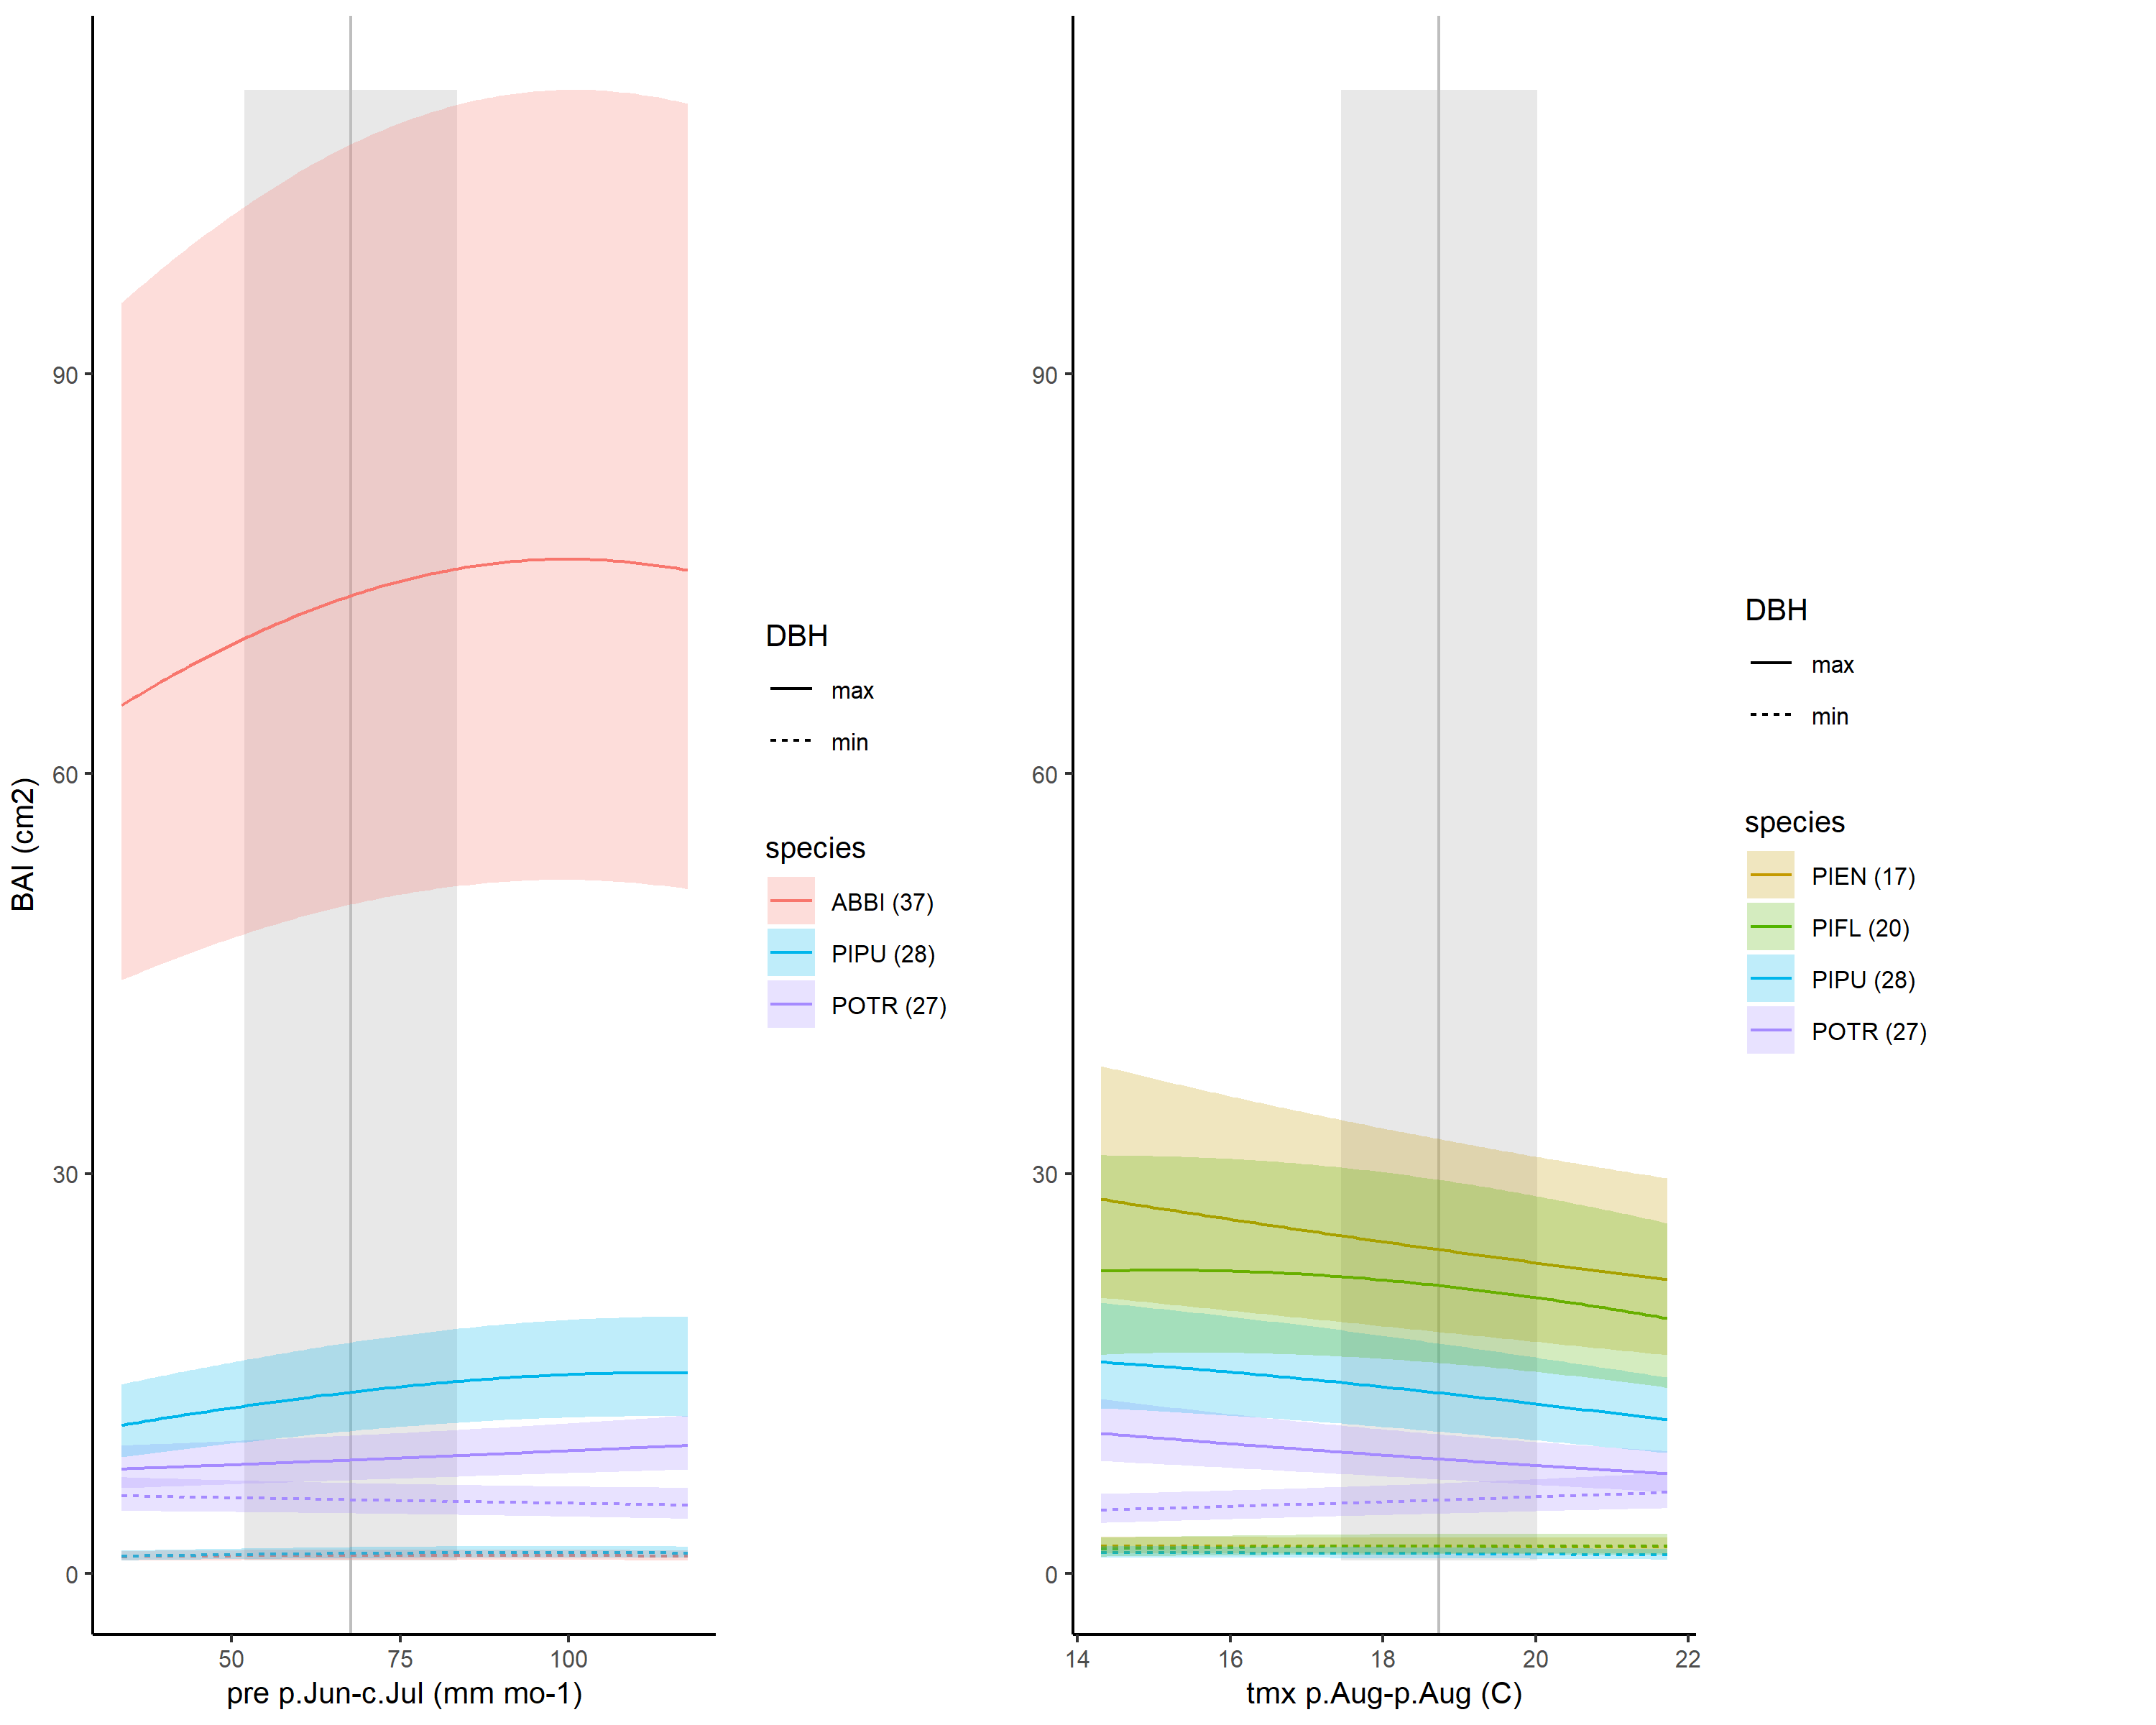 BAI (cm2)
90
60
30
0
50 75 100
pre p.Jun-c.Jul (mm mo-1)
DBH
max
min
species
ABBI (37)
PIPU (28)
POTR (27)
90
60
30
0
14 16 18 20 22
tmx p.Aug-p.Aug (C)
DBH
max
min
species
PIEN (17)
PIFL (20)
PIPU (28)
POTR (27)